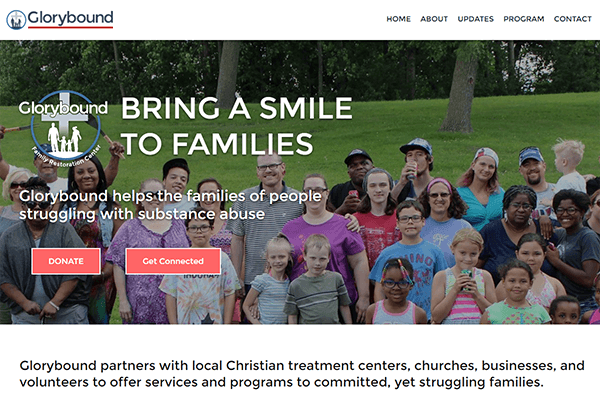 Glorybound
HOME ABOUT UPDATES PROGRAM CONTACT
Glorybound
Family Restoration Center
BRING A SMILE
TO FAMILIES
Glorybound helps the families of people
struggling with substance abuse
DONATE
Get Connected
Glorybound partners with local Christian treatment centers, churches, businesses, and
volunteers to offer services and programs to committed, yet struggling families.